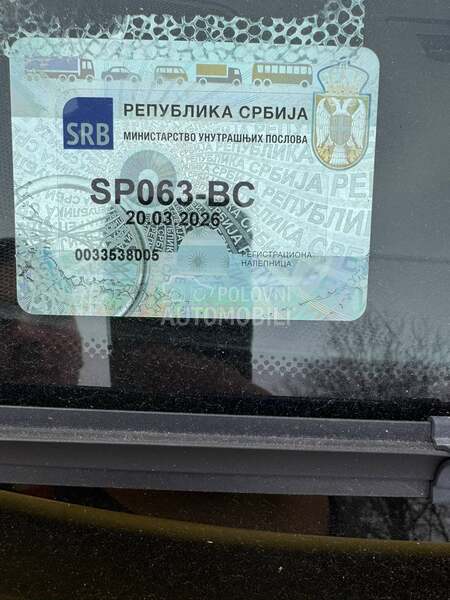 SRB
РЕПУБЛИКА СРБИЈА
МИНИСТАРСТВО УНУТРАШЊИХ ПОСЛОВА
SP063-BC
20.03.2026
0033538005
РЕГИСТРАЦИОНА
НАЛЕПНИЦА
POLOVNI
AUTOMOBILI